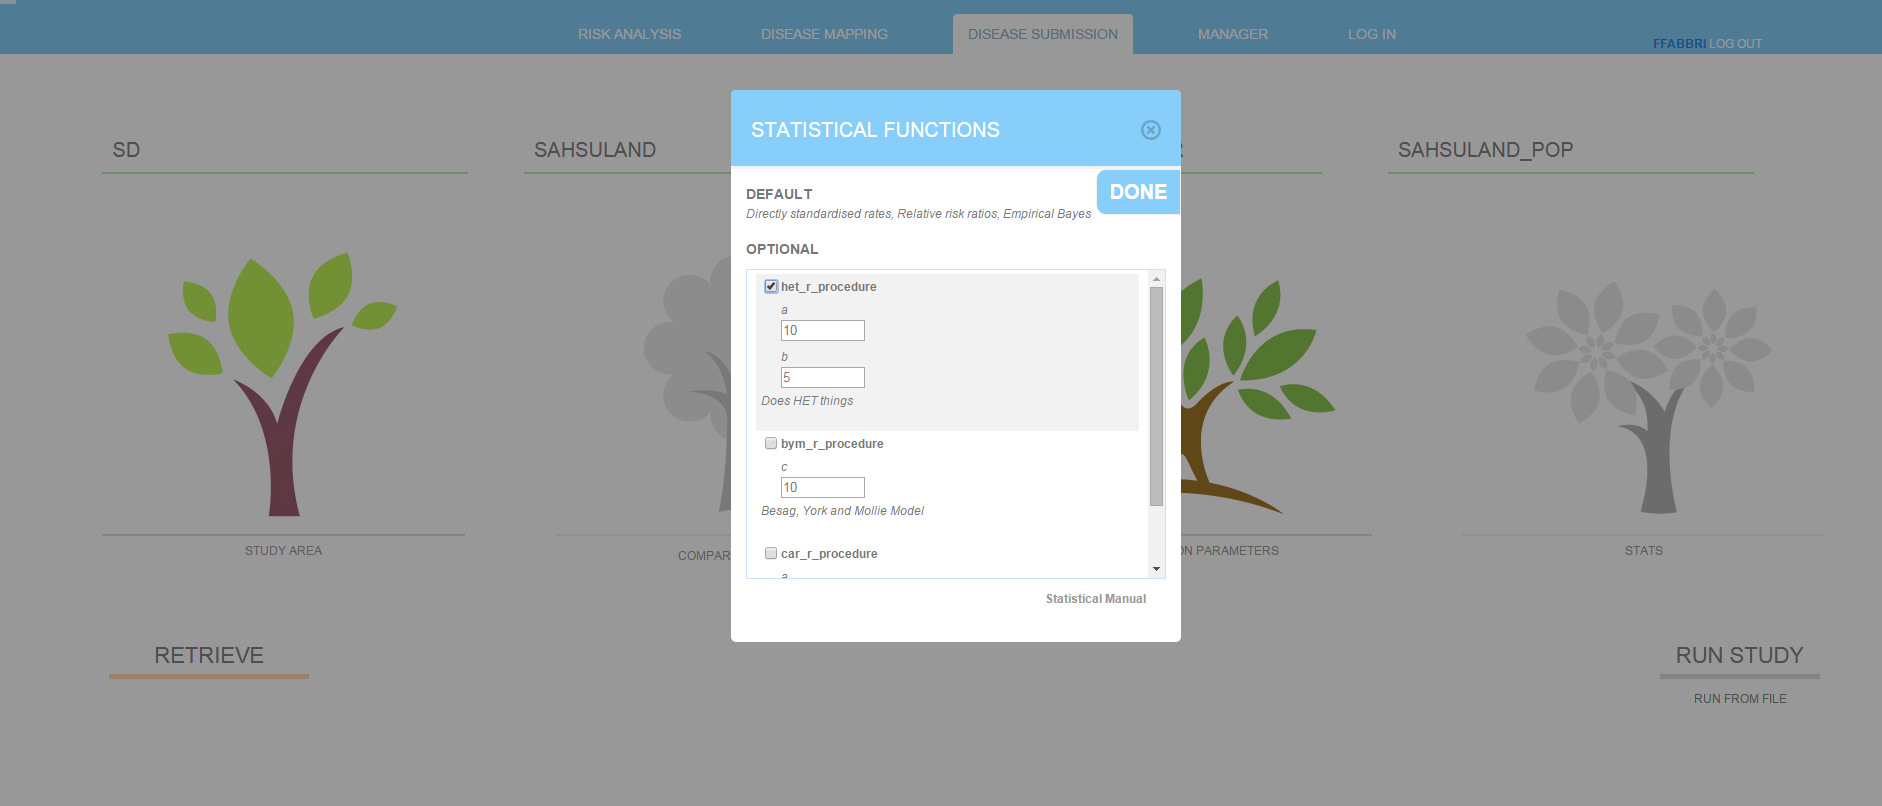 RISK ANALYSIS
DISEASE MAPPING
DISEASE SUBMISSION
MANAGER
LOG IN
FFABBRI LOG OUT
SD
SAHSULAND
SAHSULAND_POP
STATISTICAL FUNCTIONS
DONE
DEFAULT
Directly standardised rates, Relative risk ratios, Empirical Bayes
OPTIONAL
het_r_procedure
a
10
b
5
Does HET things
bym_r_procedure
c
10
Besag, York and Mollie Model
car_r_procedure
a
Statistical Manual
STUDY AREA
COMPAR
ON PARAMETERS
STATS
RETRIEVE
RUN STUDY
RUN FROM FILE